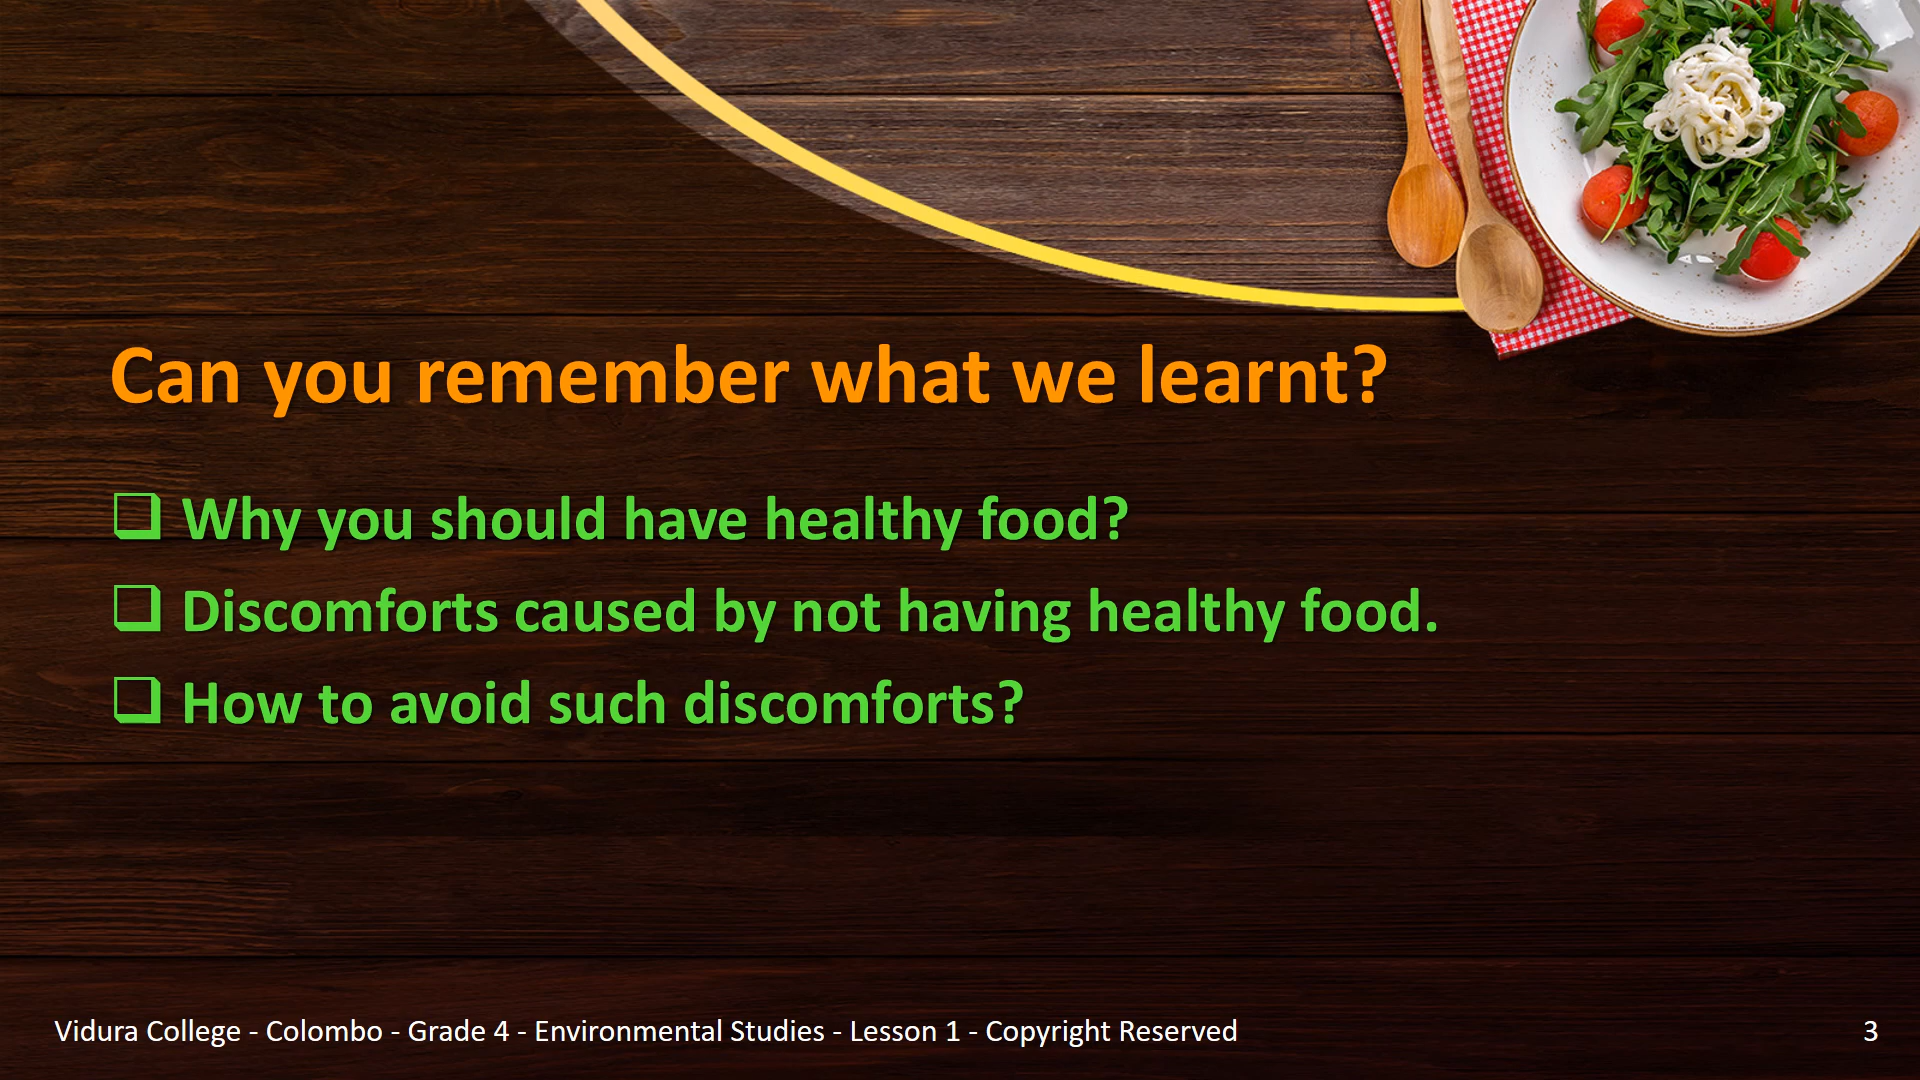 Can you remember what we learnt?
❑ Why you should have healthy food?
❑ Discomforts caused by not having healthy food.
❑ How to avoid such discomforts?
Vidura College - Colombo - Grade 4 - Environmental Studies - Lesson 1 - Copyright Reserved
3